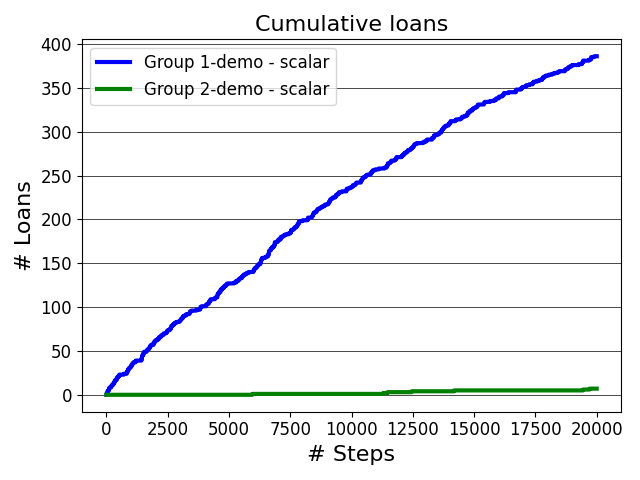 Cumulative loans
Group 1-demo - scalar
Group 2-demo - scalar
# Loans
400
350
300
250
200
150
100
50
0
0 2500 5000 7500 10000 12500 15000 17500 20000
# Steps